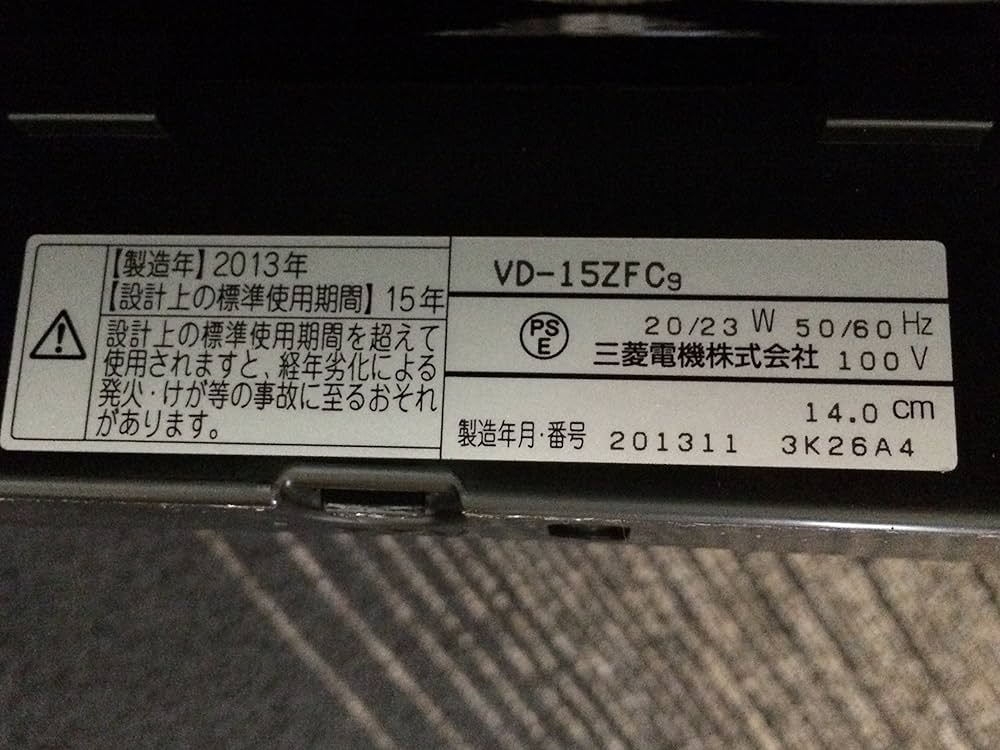 【製造年】2013年
【設計上の標準使用期間】15年
設計上の標準使用期間を超えて
使用されますと、経年劣化による
発火・けが等の事故に至るおそれ
があります。
VD-15ZFC9
PS
E
20/23 W 50/60 Hz
三菱電機株式会社 100 V
14.0 cm
製造年月・番号 201311 3K26A4